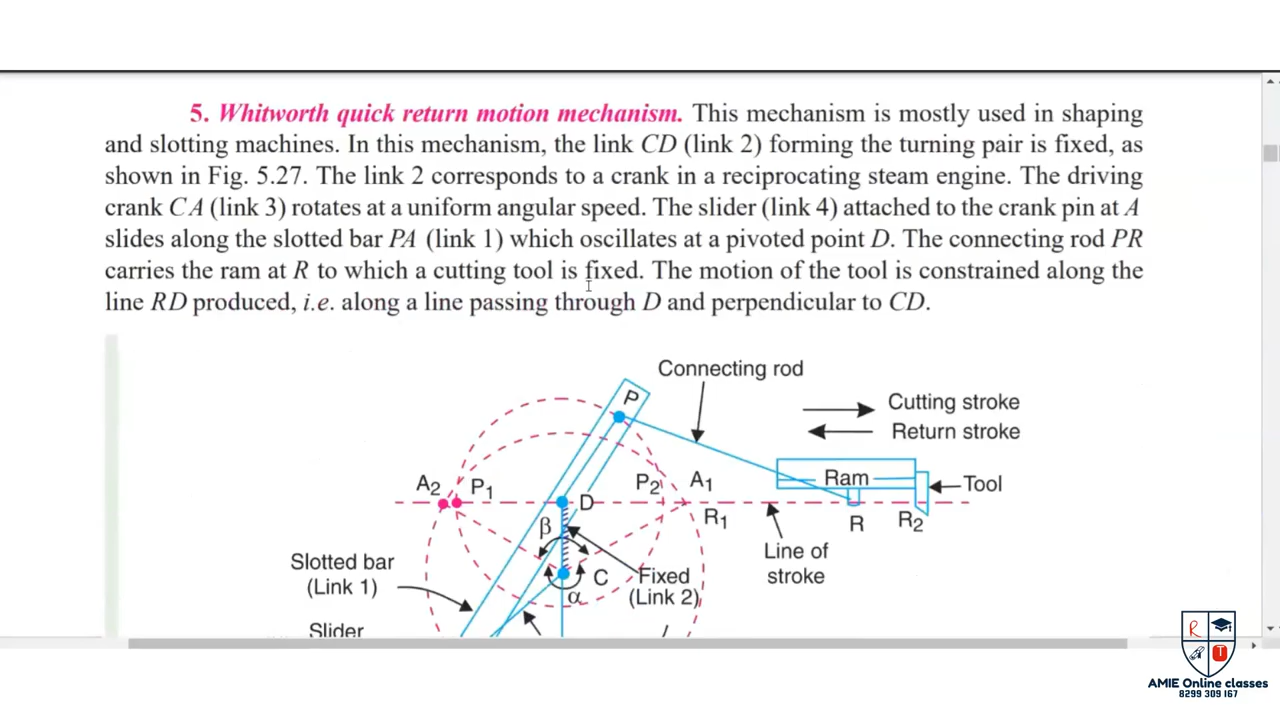 5. Whitworth quick return motion mechanism. This mechanism is mostly used in shaping
and slotting machines. In this mechanism, the link CD (link 2) forming the turning pair is fixed, as
shown in Fig. 5.27. The link 2 corresponds to a crank in a reciprocating steam engine. The driving
crank CA (link 3) rotates at a uniform angular speed. The slider (link 4) attached to the crank pin at A
slides along the slotted bar PA (link 1) which oscillates at a pivoted point D. The connecting rod PR
carries the ram at R to which a cutting tool is fixed. The motion of the tool is constrained along the
line RD produced, i.e. along a line passing through D and perpendicular to CD.
Connecting rod
P
Cutting stroke
Return stroke
A2 P1
D
P2 A1
Ram
Tool
R1
R
R2
β
Line of
stroke
Slotted bar
(Link 1)
C
Fixed
(Link 2)
α
Slider
R
T
AMIE Online classes
8299 309 167